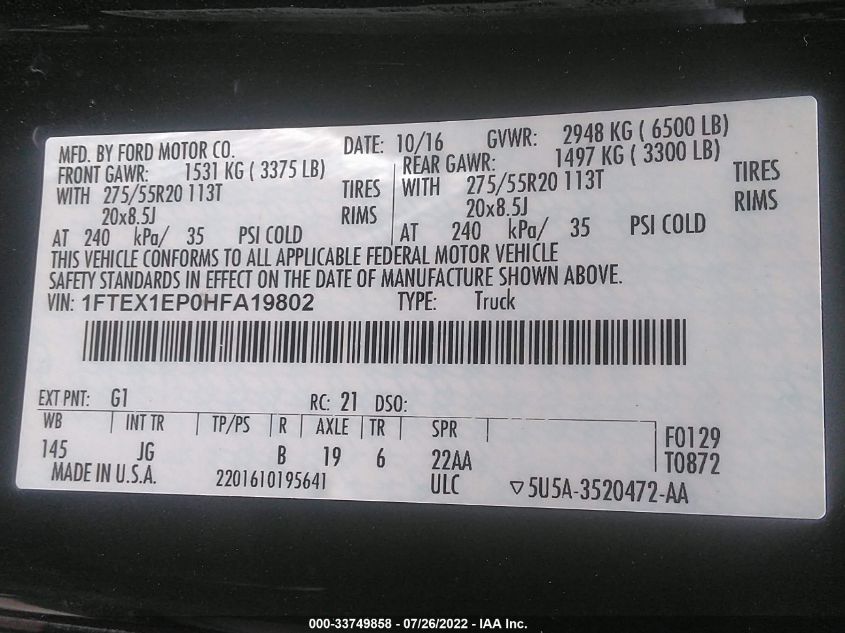 MFD. BY FORD MOTOR CO. DATE: 10/16 GVWR: 2948 KG ( 6500 LB)
FRONT GAWR: 1531 KG ( 3375 LB) REAR GAWR: 1497 KG ( 3300 LB)
WITH 275/55R20 113T TIRES WITH 275/55R20 113T TIRES
20x8.5J RIMS 20x8.5J RIMS
AT 240 kPa/ 35 PSI COLD AT 240 kPa/ 35 PSI COLD
THIS VEHICLE CONFORMS TO ALL APPLICABLE FEDERAL MOTOR VEHICLE
SAFETY STANDARDS IN EFFECT ON THE DATE OF MANUFACTURE SHOWN ABOVE.
VIN: 1FTEX1EP0HFA19802 TYPE: Truck
EXT PNT: G1 RC: 21 DSO:
WB INT TR TP/PS R AXLE TR SPR
145 JG B 19 6 22AA
F0129
T0872
MADE IN U.S.A. 2201610195641 ULC ▽5U5A-3520472-AA
000-33749858 - 07/26/2022 - IAA Inc.